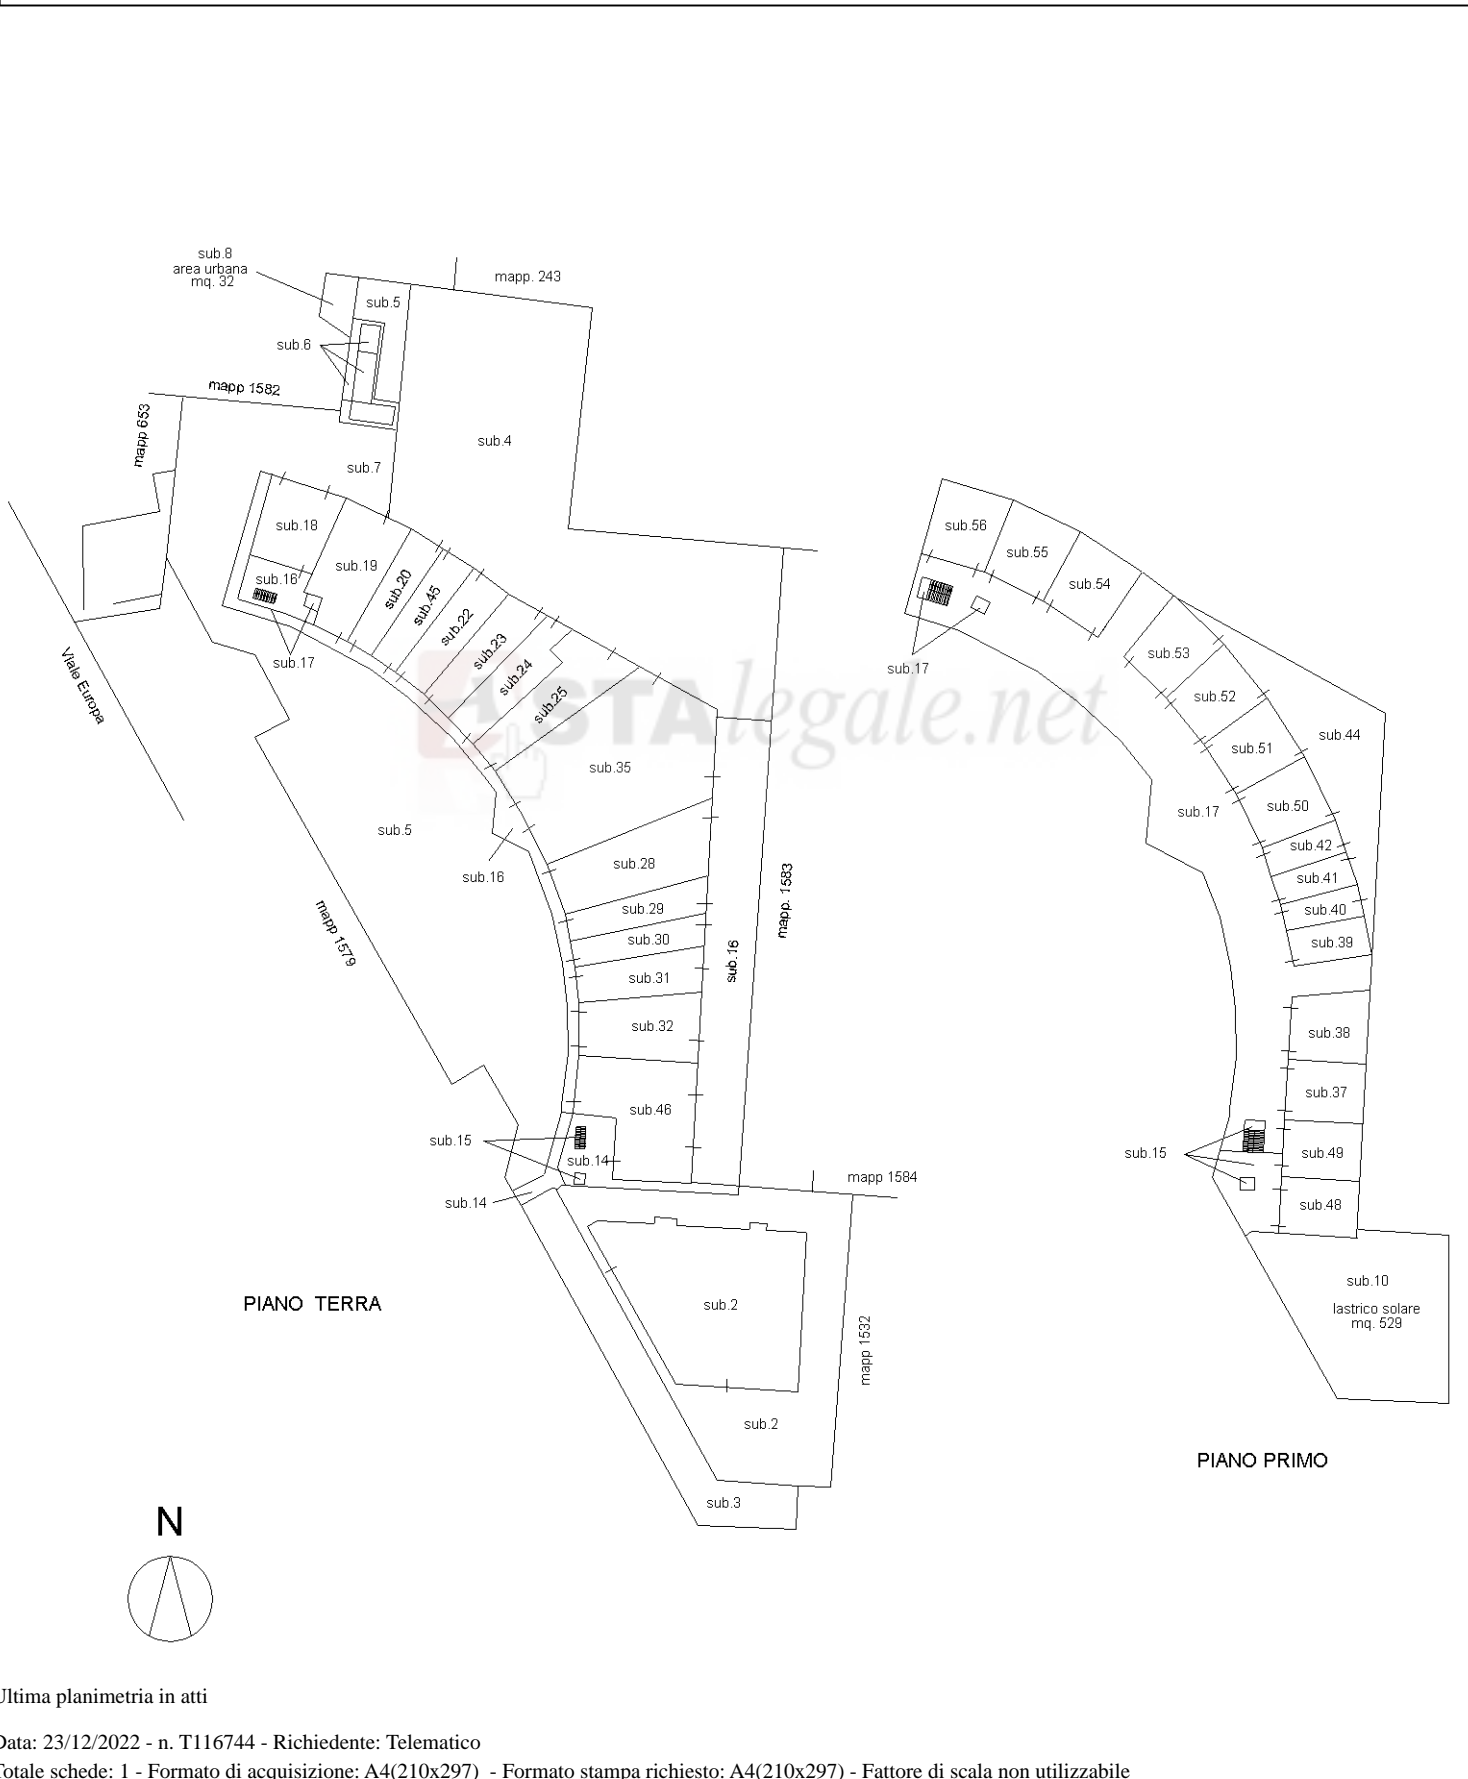 sub.8
area urbana
mq. 32
mapp. 243
sub.5
sub.6
mapp 1582
mapp 653
sub.4
sub.7
sub.18
sub.19
sub.16
sub.20
sub.45
sub.22
sub.23
sub.24
sub.25
sub.17
Viale Europa
sub.35
sub.5
sub.16
sub.28
sub.29
sub.30
sub.31
sub.32
sub.46
sub.16
mapp. 1583
mapp 1579
sub.15
sub.14
sub.14
mapp 1584
sub.2
mapp 1532
sub.2
sub.3
PIANO TERRA
sub.56
sub.55
sub.54
sub.17
sub.53
sub.52
sub.51
sub.44
sub.50
sub.17
sub.42
sub.41
sub.40
sub.39
sub.38
sub.37
sub.15
sub.49
sub.48
sub.10
lastrico solare
mq. 529
PIANO PRIMO
ASTAlegale.net
N
Ultima planimetria in atti
Data: 23/12/2022 - n. T116744 - Richiedente: Telematico
Totale schede: 1 - Formato di acquisizione: A4(210x297) - Formato stampa richiesto: A4(210x297) - Fattore di scala non utilizzabile